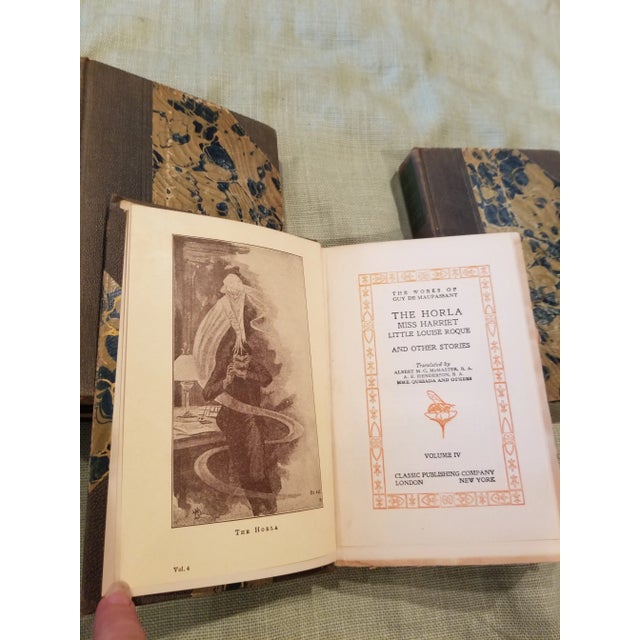 THE HORLA
Vol. 4
THE WORKS OF
GUY DE MAUPASSANT
THE HORLA
MISS HARRIET
LITTLE LOUISE ROQUE
AND OTHER STORIES
Translated by
ALBERT M. C. McMASTER, B. A.
A. E. HENDERSON, B. A.
MME. QUESADA AND OTHERS
VOLUME IV
CLASSIC PUBLISHING COMPANY
LONDON NEW YORK